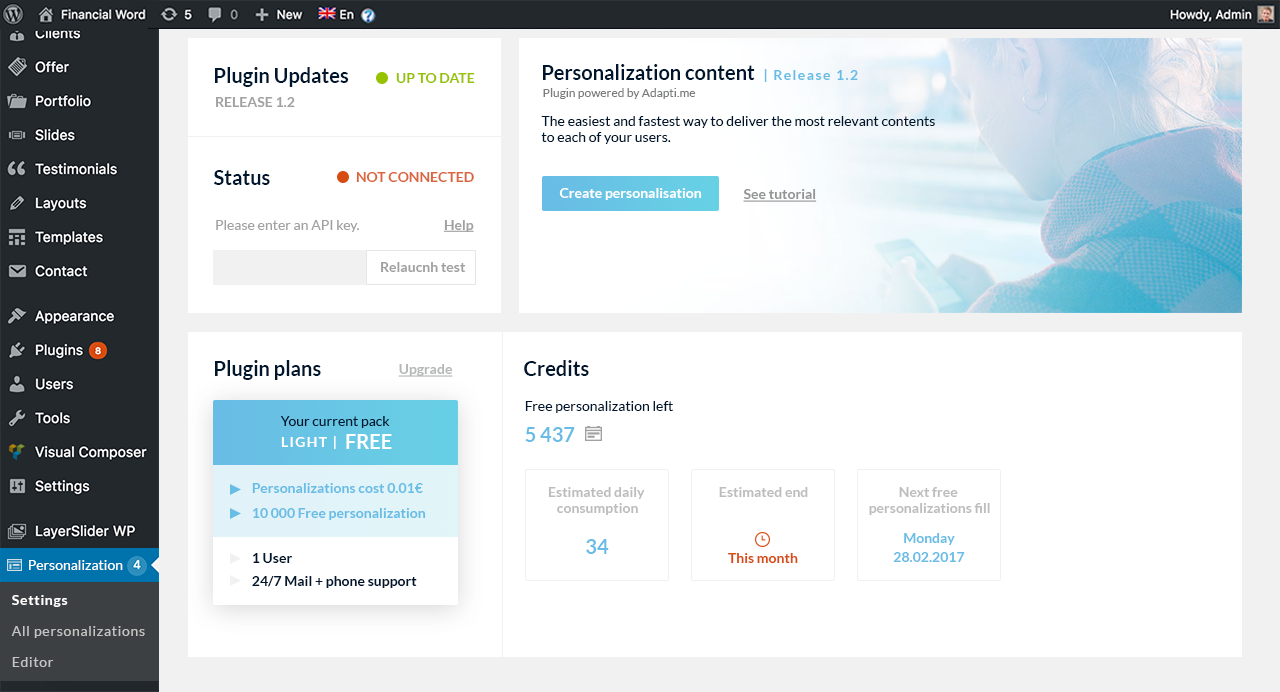 Financial Word
5
0
New
En
?
Howdy, Admin
Clients
Offer
Portfolio
Slides
Testimonials
Layouts
Templates
Contact
Appearance
Plugins 8
Users
Tools
Visual Composer
Settings
LayerSlider WP
Personalization 4
Settings
All personalizations
Editor
Plugin Updates
UP TO DATE
RELEASE 1.2
Status
NOT CONNECTED
Please enter an API key.
Help
Relaucnh test
Personalization content | Release 1.2
Plugin powered by Adapti.me
The easiest and fastest way to deliver the most relevant contents
to each of your users.
Create personalisation
See tutorial
Plugin plans
Upgrade
Your current pack
LIGHT | FREE
Personalizations cost 0.01€
10 000 Free personalization
1 User
24/7 Mail + phone support
Credits
Free personalization left
5 437
Estimated daily
consumption
34
Estimated end
This month
Next free
personalizations fill
Monday
28.02.2017